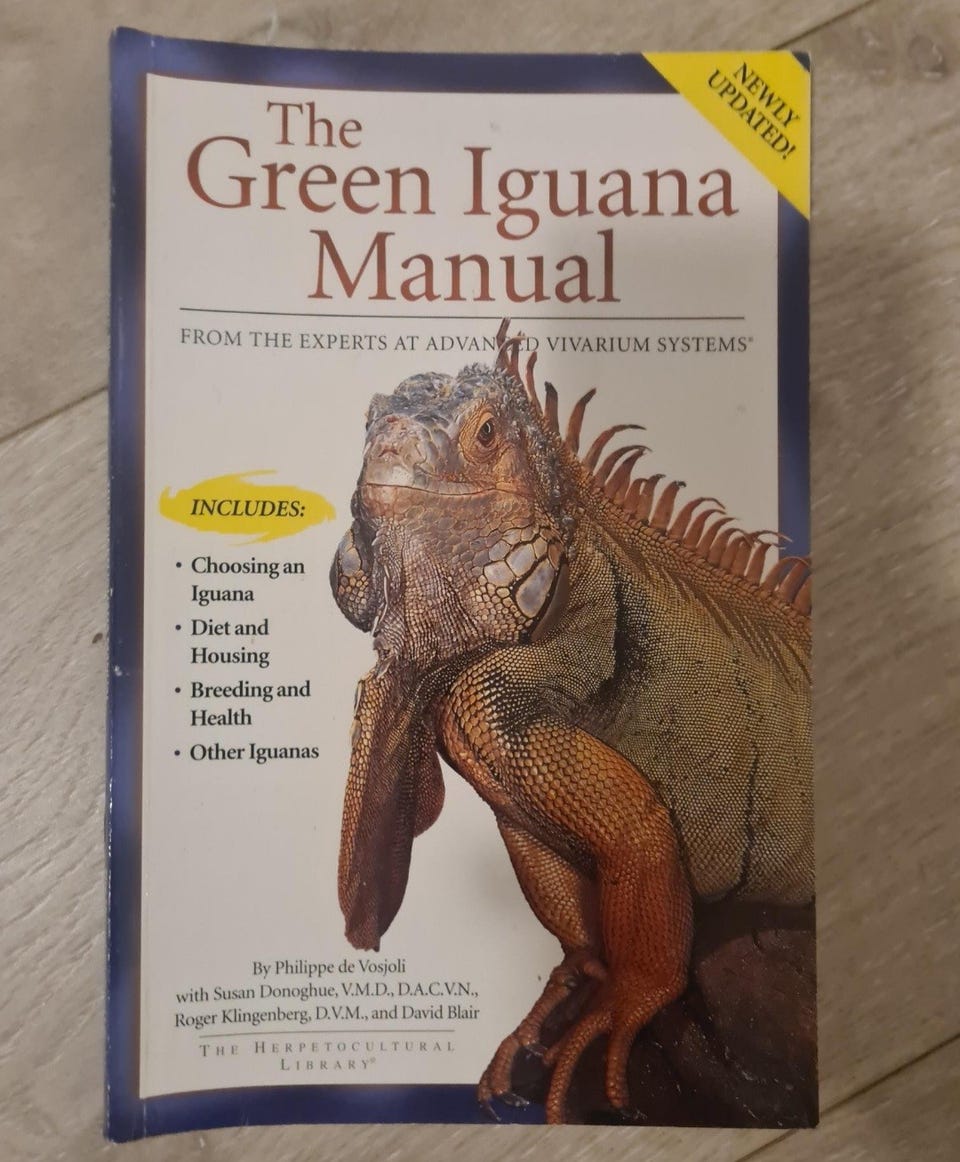 NEWLY
UPDATED!
The
Green Iguana
Manual
FROM THE EXPERTS AT ADVANCED VIVARIUM SYSTEMS®
INCLUDES:
• Choosing an
Iguana
• Diet and
Housing
• Breeding and
Health
• Other Iguanas
By Philippe de Vosjoli
with Susan Donoghue, V.M.D., D.A.C.V.N.,
Roger Klingenberg, D.V.M., and David Blair
THE HERPETOCULTURAL
LIBRARY®